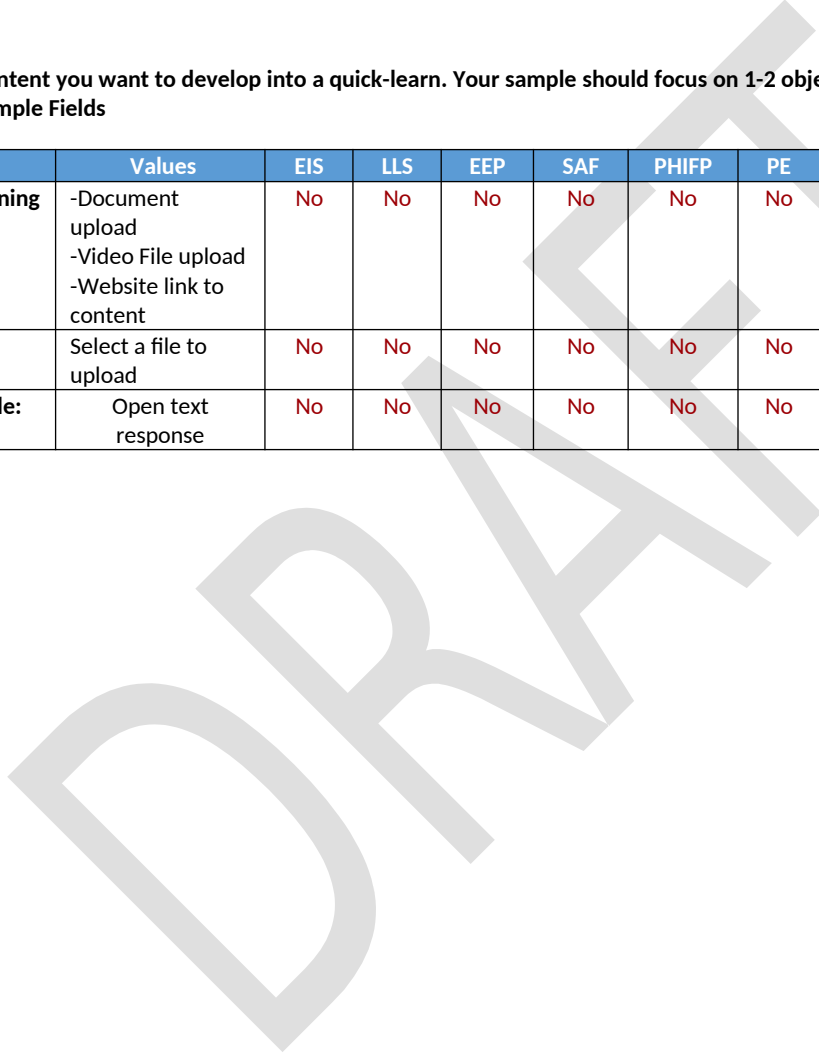 ntent you want to develop into a quick-learn. Your sample should focus on 1-2 obje
mple Fields
Values EIS LLS EEP SAF PHIFP PE
ning -Document No No No No No No
upload
-Video File upload
-Website link to
content
Select a file to No No No No No No
upload
le: Open text No No No No No No
response
DRAFT